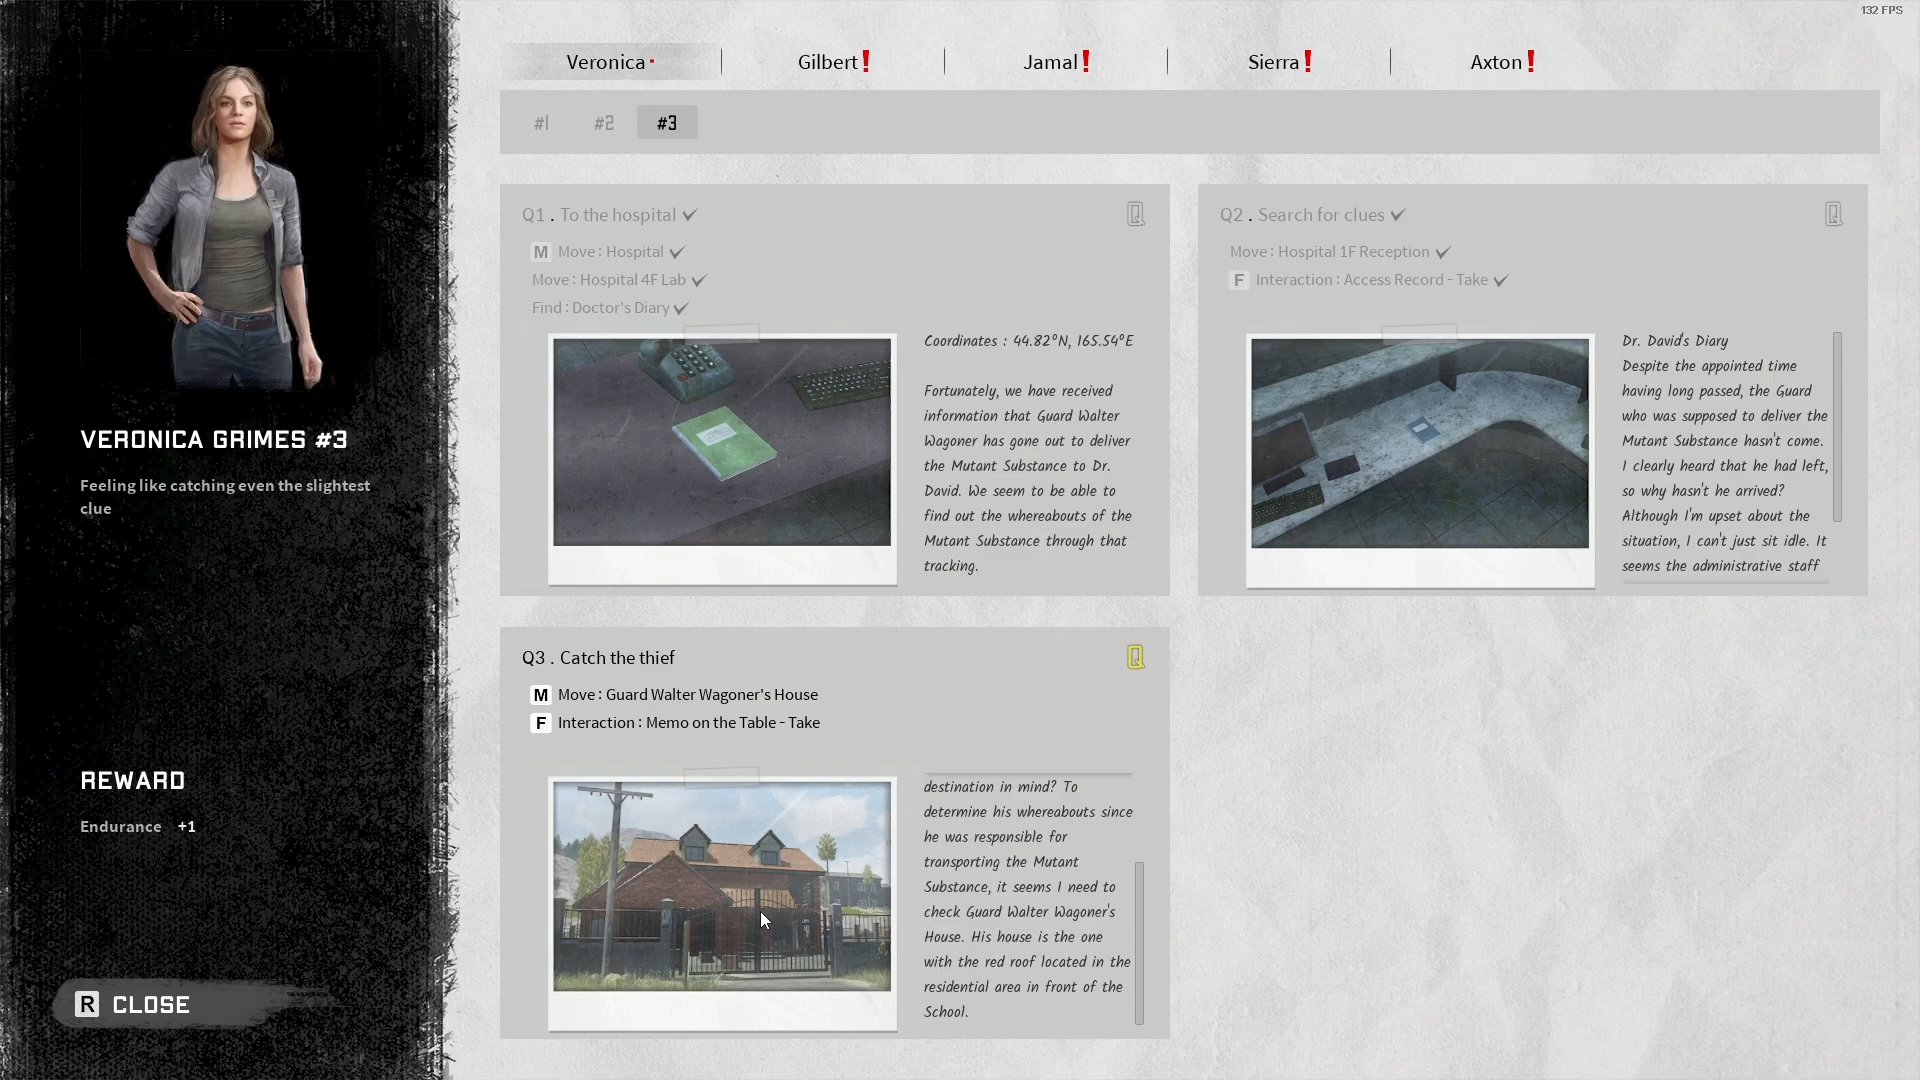 132 FPS
Veronica
Gilbert!
Jamal!
Sierra!
Axton!
#1
#2
#3
Q1 . To the hospital ✓
M Move : Hospital ✓
Move : Hospital 4F Lab ✓
Find : Doctor's Diary ✓
Coordinates : 44.82°N, 165.54°E
Fortunately, we have received
information that Guard Walter
Wagoner has gone out to deliver
the Mutant Substance to Dr.
David. We seem to be able to
find out the whereabouts of the
Mutant Substance through that
tracking.
Q2 . Search for clues ✓
Move : Hospital 1F Reception ✓
F Interaction : Access Record - Take ✓
Dr. David's Diary
Despite the appointed time
having long passed, the Guard
who was supposed to deliver the
Mutant Substance hasn't come.
I clearly heard that he had left,
so why hasn't he arrived?
Although I'm upset about the
situation, I can't just sit idle. It
seems the administrative staff
Q3 . Catch the thief
M Move : Guard Walter Wagoner's House
F Interaction : Memo on the Table - Take
destination in mind? To
determine his whereabouts since
he was responsible for
transporting the Mutant
Substance, it seems I need to
check Guard Walter Wagoner's
House. His house is the one
with the red roof located in the
residential area in front of the
School.
VERONICA GRIMES #3
Feeling like catching even the slightest
clue
REWARD
Endurance +1
R CLOSE